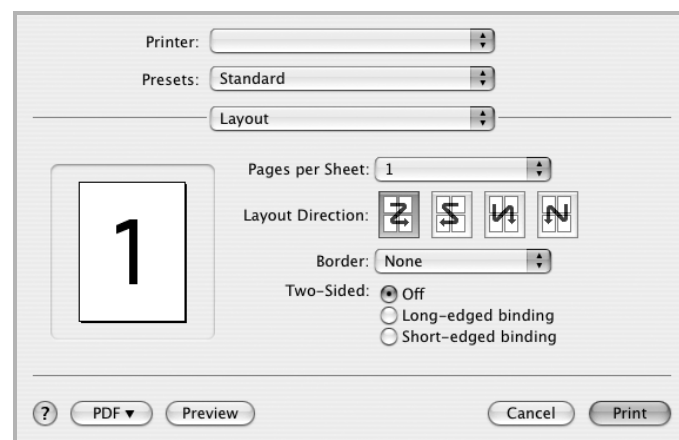 Printer:
Presets: Standard
Layout
Pages per Sheet: 1
Layout Direction:
1
Border: None
Two-Sided: Off
Long-edged binding
Short-edged binding
? PDF▼ Preview Cancel Print